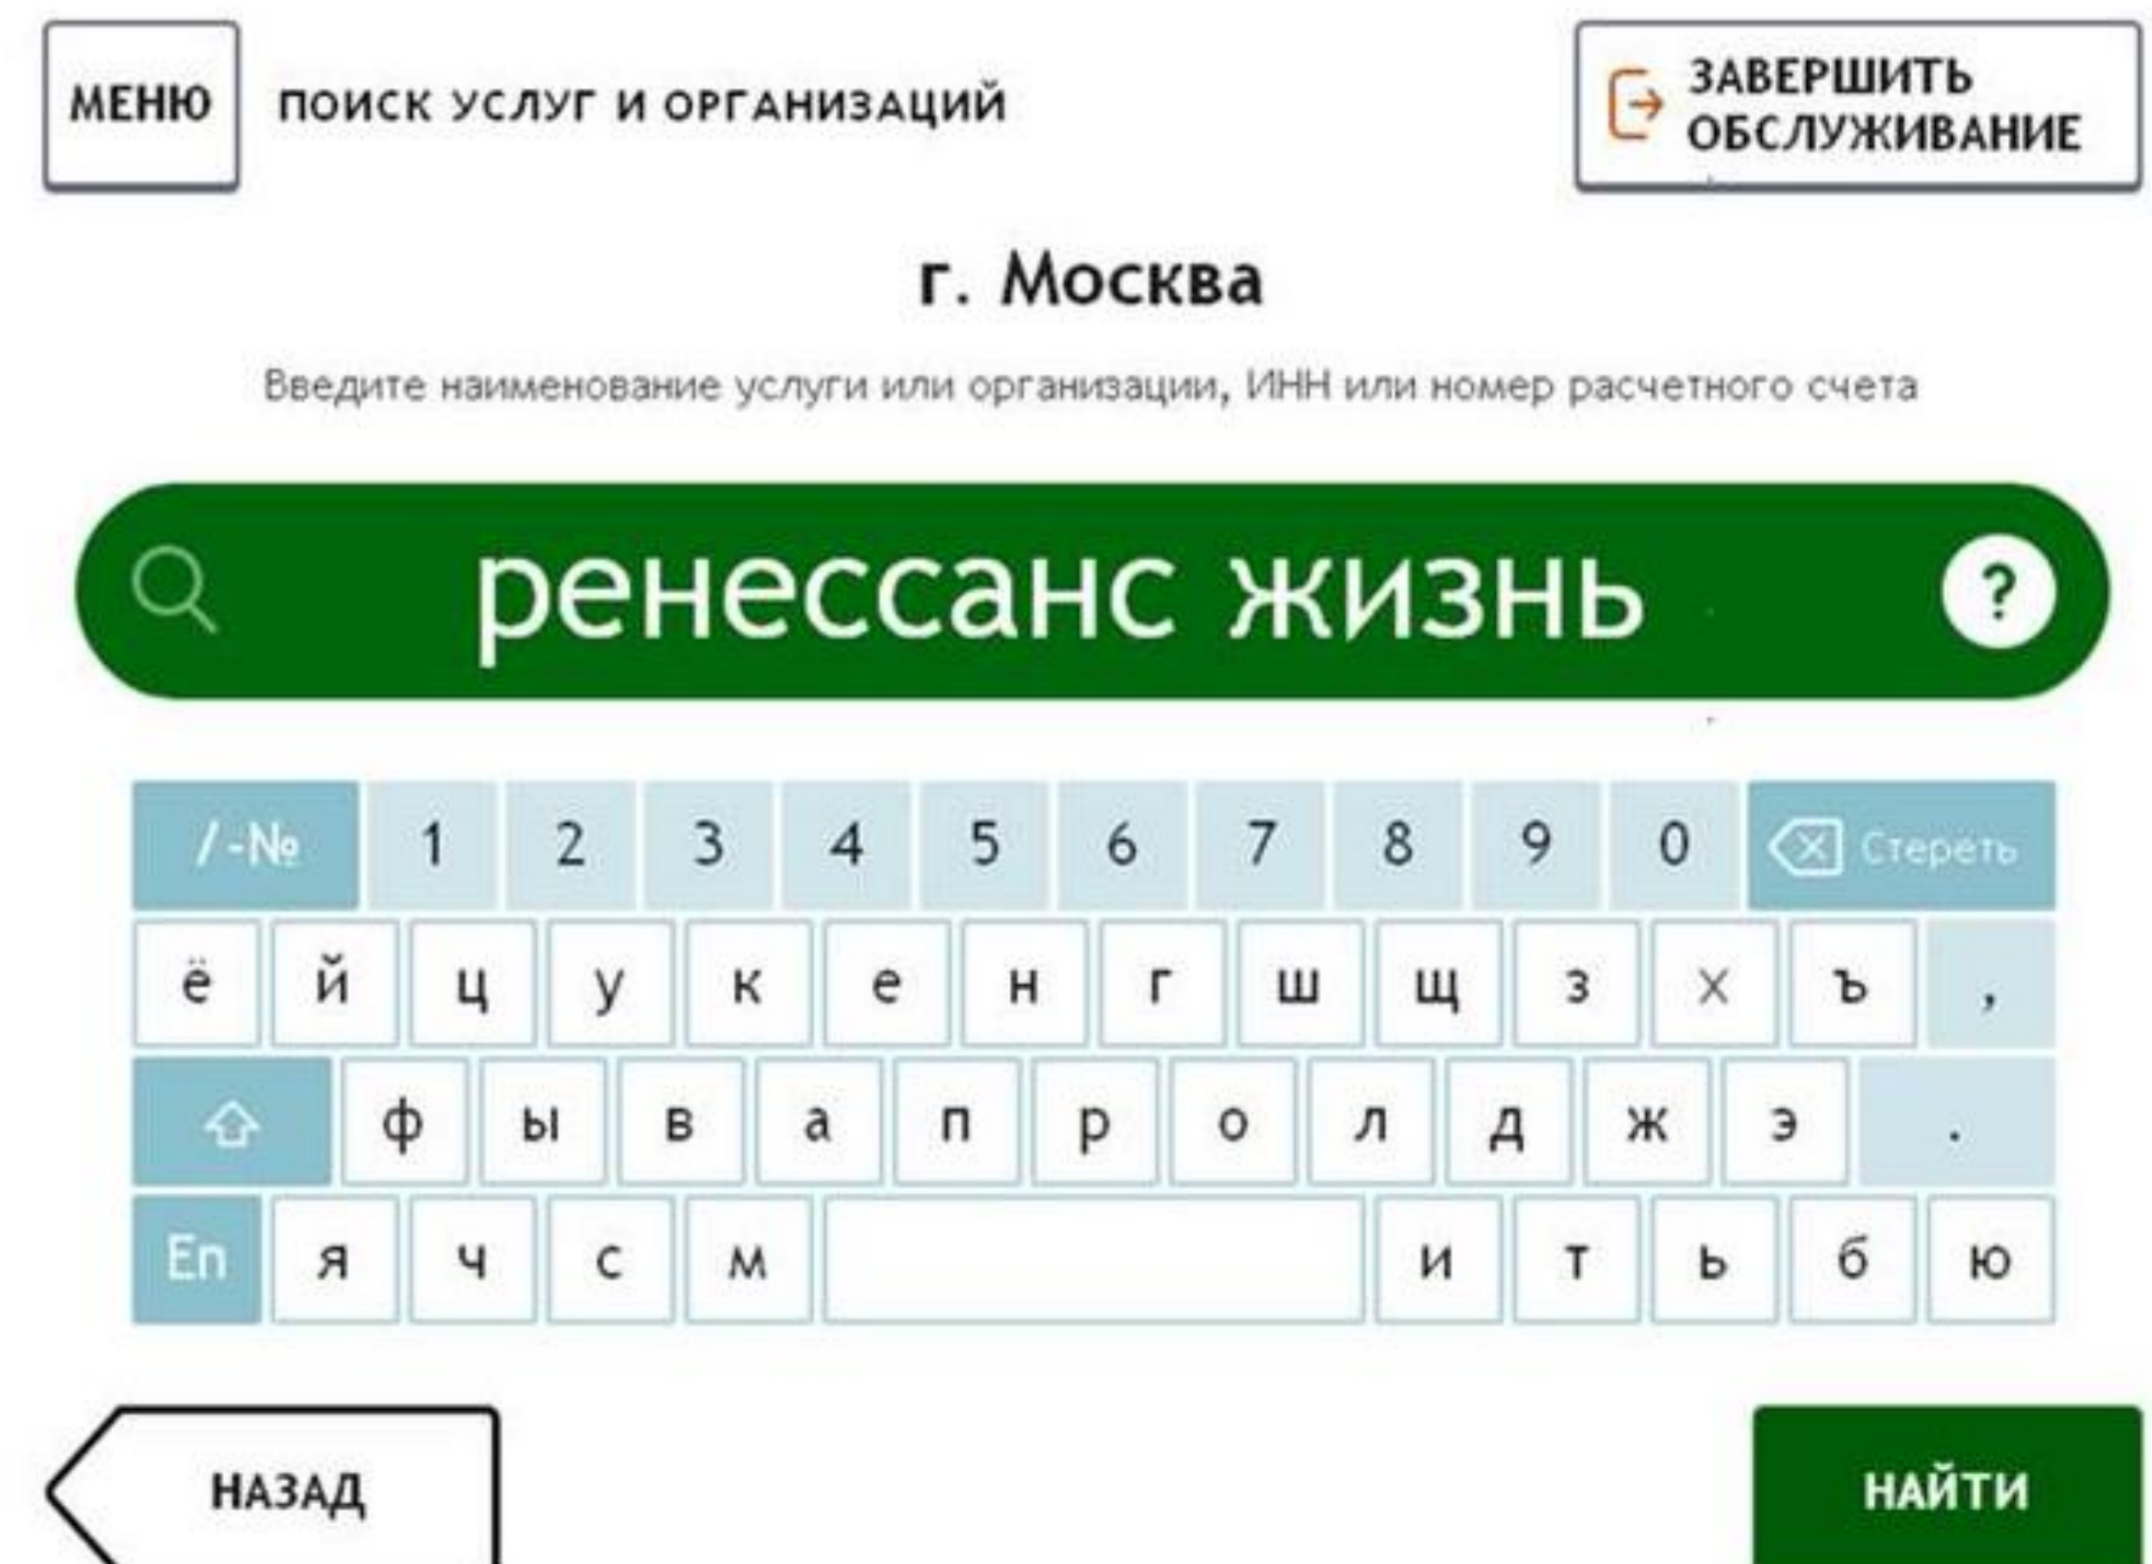 МЕНЮ
ПОИСК УСЛУГ И ОРГАНИЗАЦИЙ
ЗАВЕРШИТЬ
ОБСЛУЖИВАНИЕ
г. Москва
Введите наименование услуги или организации, ИНН или номер расчетного счета
ренессанс жизнь ?
/-№ 1 2 3 4 5 6 7 8 9 0 Стереть
ё й ц у к е н г ш щ з х ъ ,
ф ы в а п р о л д ж э .
En я ч с м и т ь б ю
НАЗАД
НАЙТИ